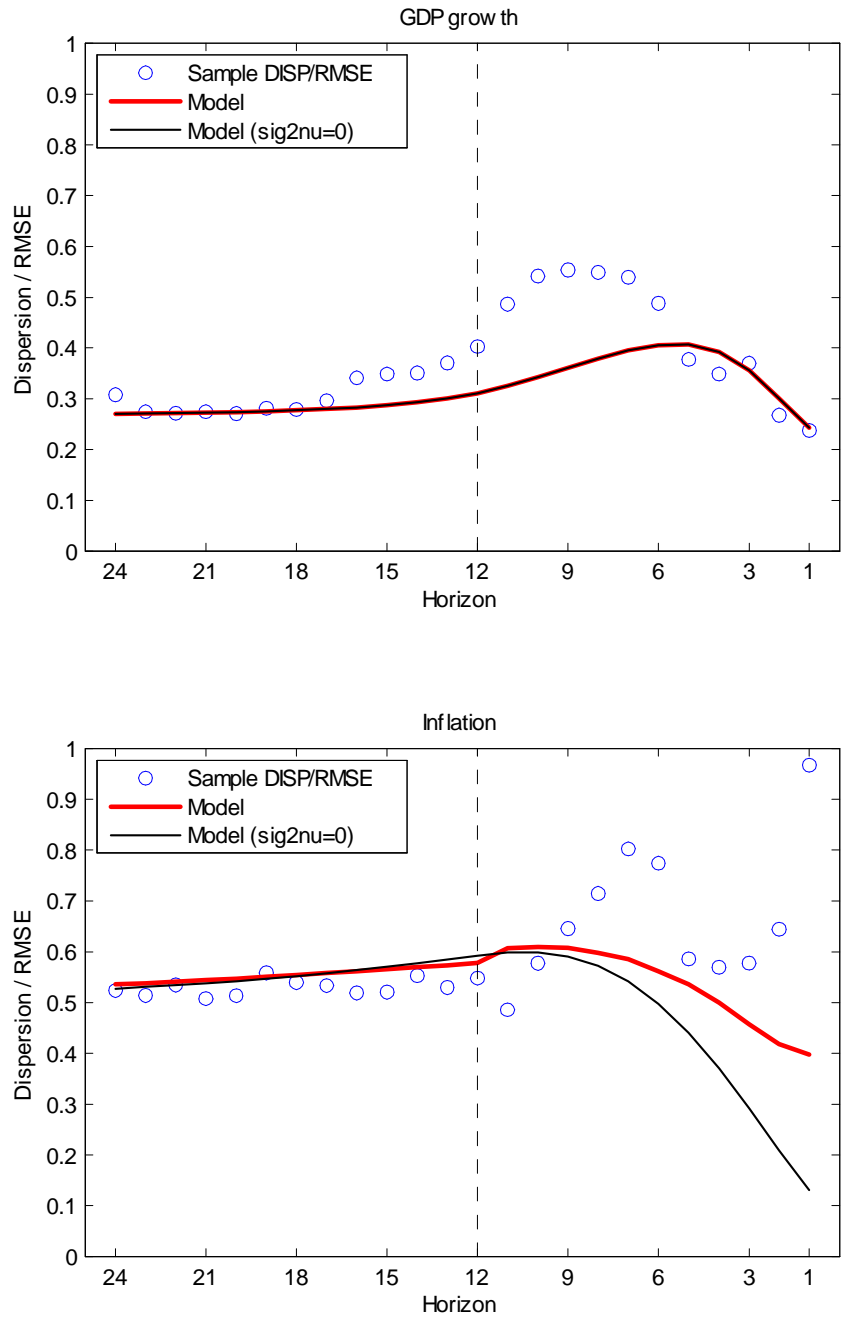 GDP growth
1
0.9
0.8
0.7
0.6
0.5
0.4
0.3
0.2
0.1
0
Dispersion / RMSE
Sample DISP/RMSE
Model
Model (sig2nu=0)
24 21 18 15 12 9 6 3 1
Horizon
Inflation
1
0.9
0.8
0.7
0.6
0.5
0.4
0.3
0.2
0.1
0
Dispersion / RMSE
Sample DISP/RMSE
Model
Model (sig2nu=0)
24 21 18 15 12 9 6 3 1
Horizon